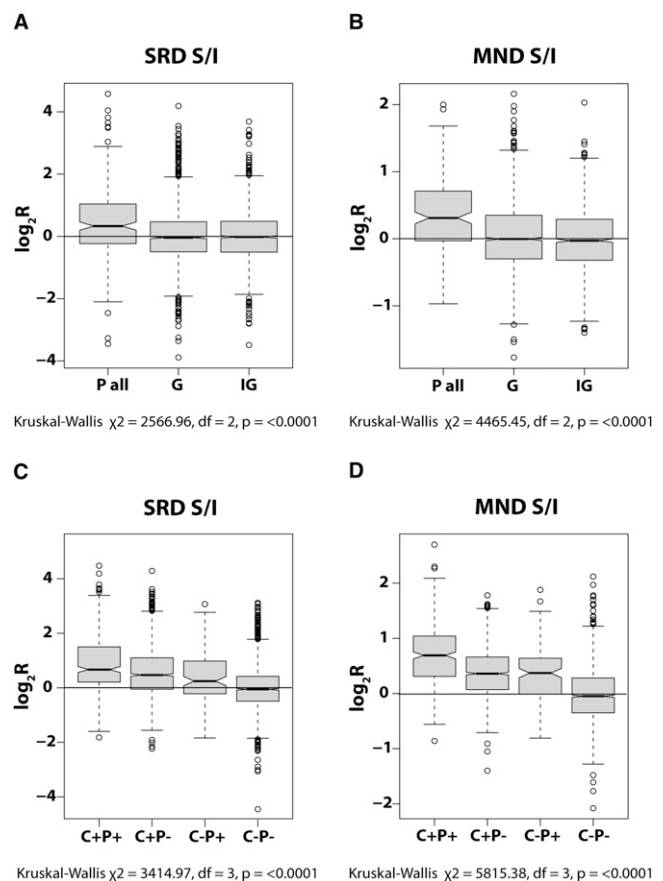 A
SRD S/I
log2R
4
2
0
−2
−4
P all G IG
Kruskal-Wallis χ2 = 2566.96, df = 2, p = <0.0001
B
MND S/I
log2R
2
1
0
−1
P all G IG
Kruskal-Wallis χ2 = 4465.45, df = 2, p = <0.0001
C
SRD S/I
log2R
4
2
0
−2
−4
C+P+ C+P- C-P+ C-P-
Kruskal-Wallis χ2 = 3414.97, df = 3, p = <0.0001
D
MND S/I
log2R
2
1
0
−1
−2
C+P+ C+P- C-P+ C-P-
Kruskal-Wallis χ2 = 5815.38, df = 3, p = <0.0001